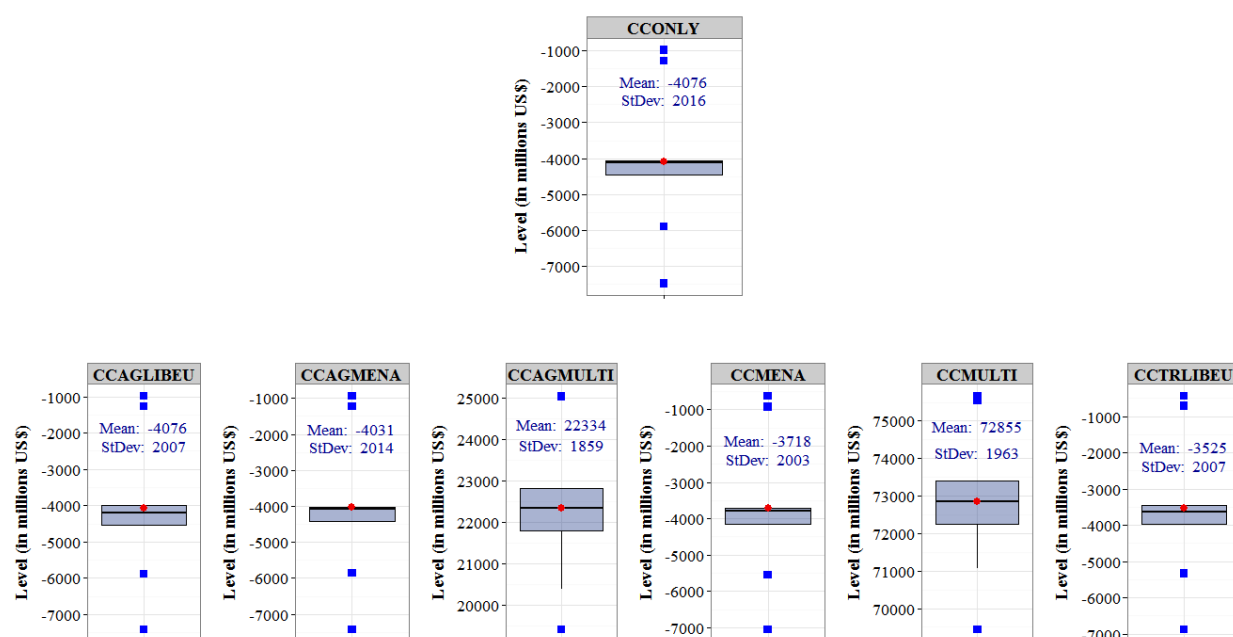 CCONLY
Level (in millions US$)
-1000
-2000
-3000
-4000
-5000
-6000
-7000
Mean: -4076
StDev: 2016
CCAGLIBEU
Level (in millions US$)
-1000
-2000
-3000
-4000
-5000
-6000
-7000
Mean: -4076
StDev: 2007
CCAGMENA
Level (in millions US$)
-1000
-2000
-3000
-4000
-5000
-6000
-7000
Mean: -4031
StDev: 2014
CCAGMULTI
Level (in millions US$)
25000
24000
23000
22000
21000
20000
Mean: 22334
StDev: 1859
CCMENA
Level (in millions US$)
-1000
-2000
-3000
-4000
-5000
-6000
-7000
Mean: -3718
StDev: 2003
CCMULTI
Level (in millions US$)
75000
74000
73000
72000
71000
70000
Mean: 72855
StDev: 1963
CCTRLIBEU
Level (in millions US$)
-1000
-2000
-3000
-4000
-5000
-6000
-7000
Mean: -3525
StDev: 2007